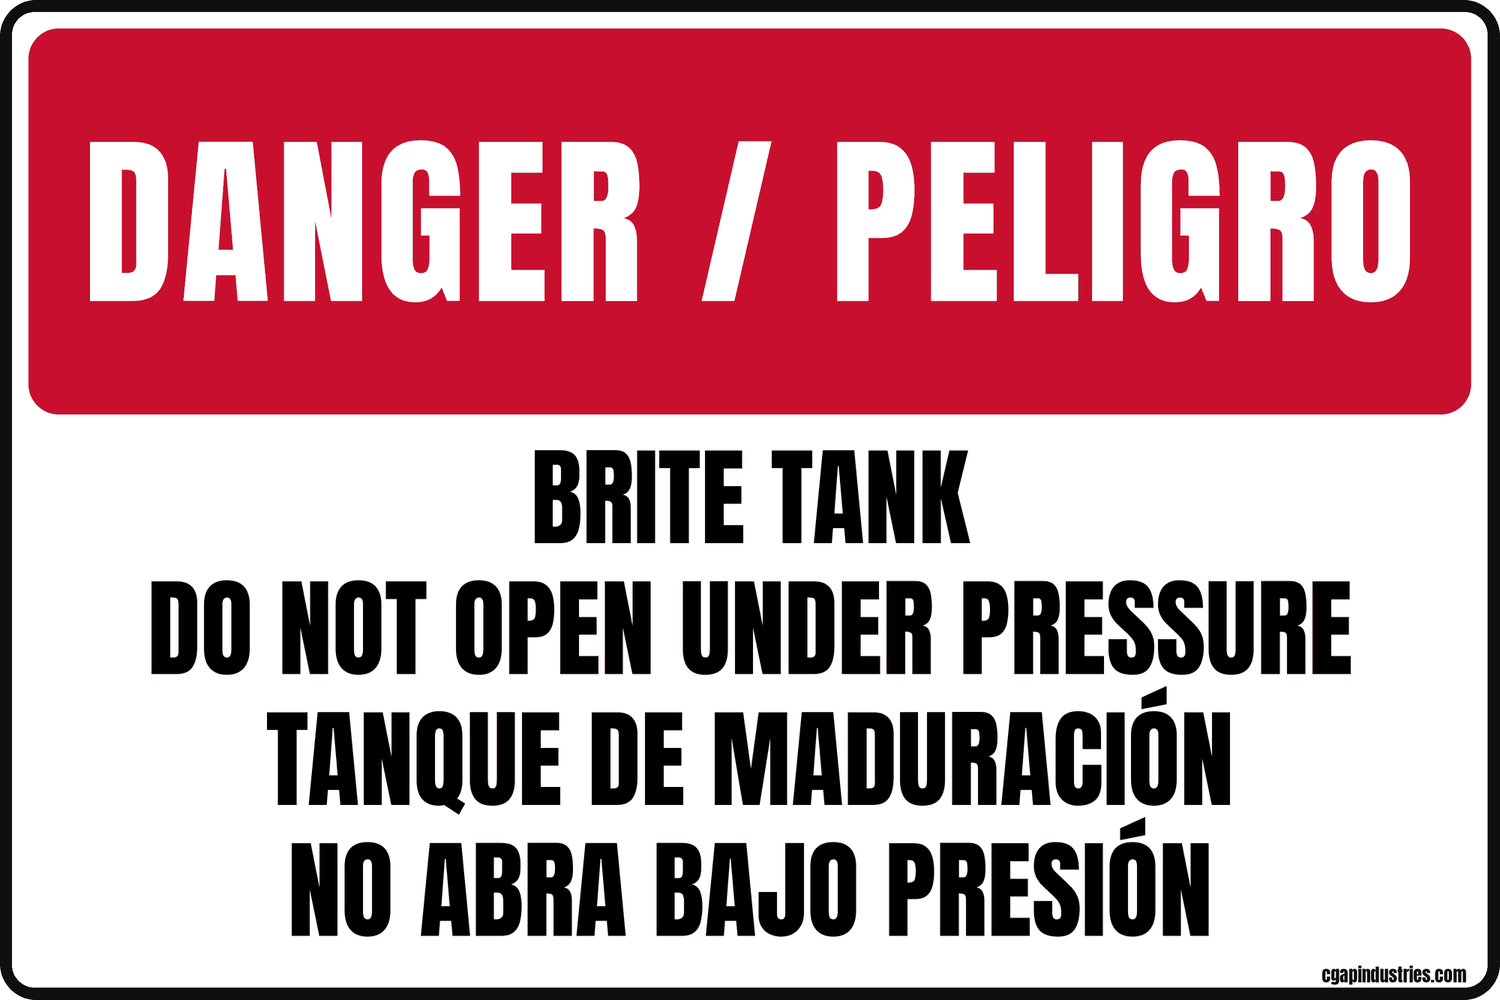 DANGER / PELIGRO
BRITE TANK
DO NOT OPEN UNDER PRESSURE
TANQUE DE MADURACIÓN
NO ABRA BAJO PRESIÓN
cgapindustries.com